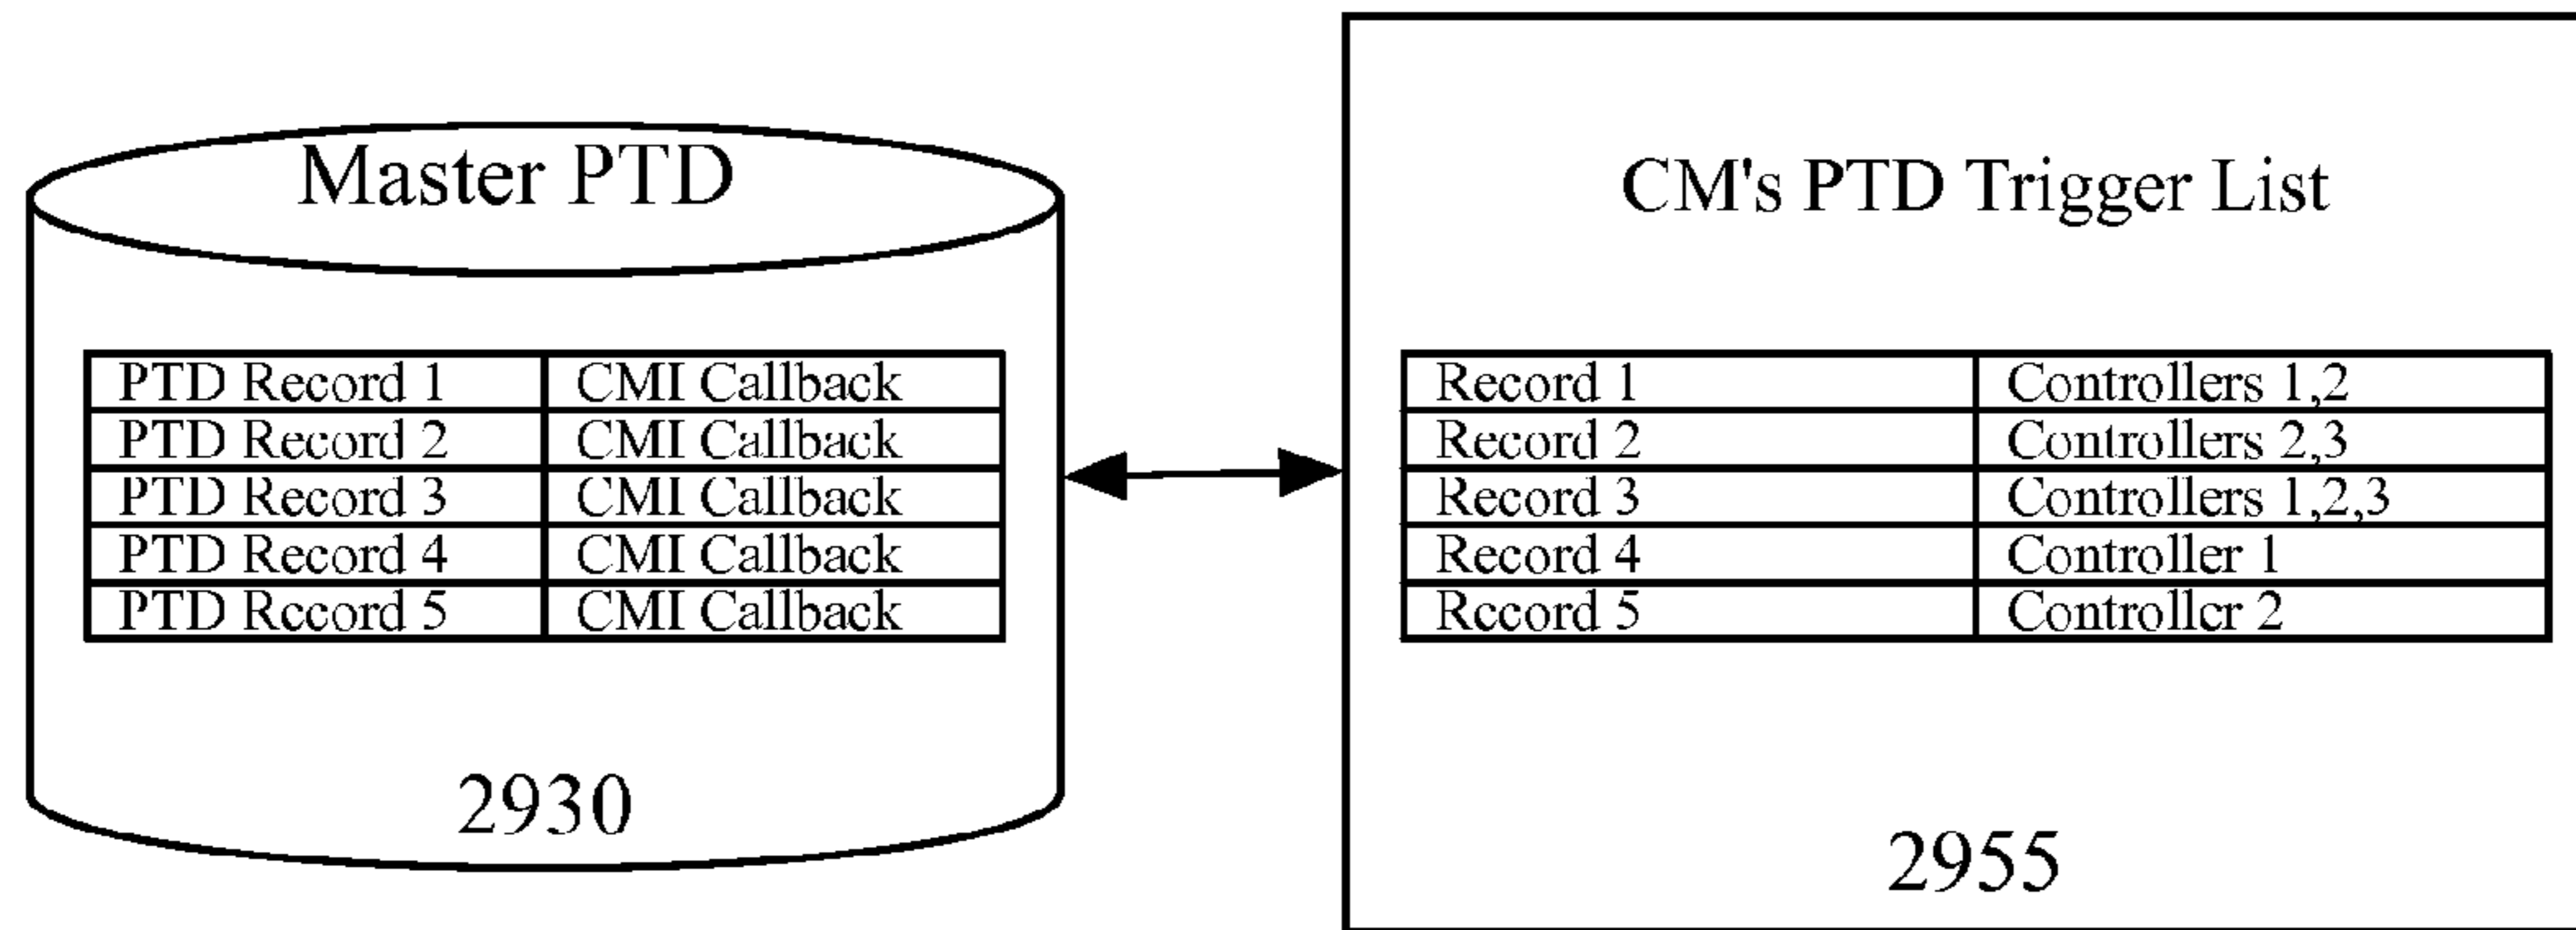 Master PTD
PTD Record 1 CMI Callback
PTD Record 2 CMI Callback
PTD Record 3 CMI Callback
PTD Record 4 CMI Callback
PTD Record 5 CMI Callback
2930
CM's PTD Trigger List
Record 1 Controllers 1,2
Record 2 Controllers 2,3
Record 3 Controllers 1,2,3
Record 4 Controller 1
Record 5 Controller 2
2955